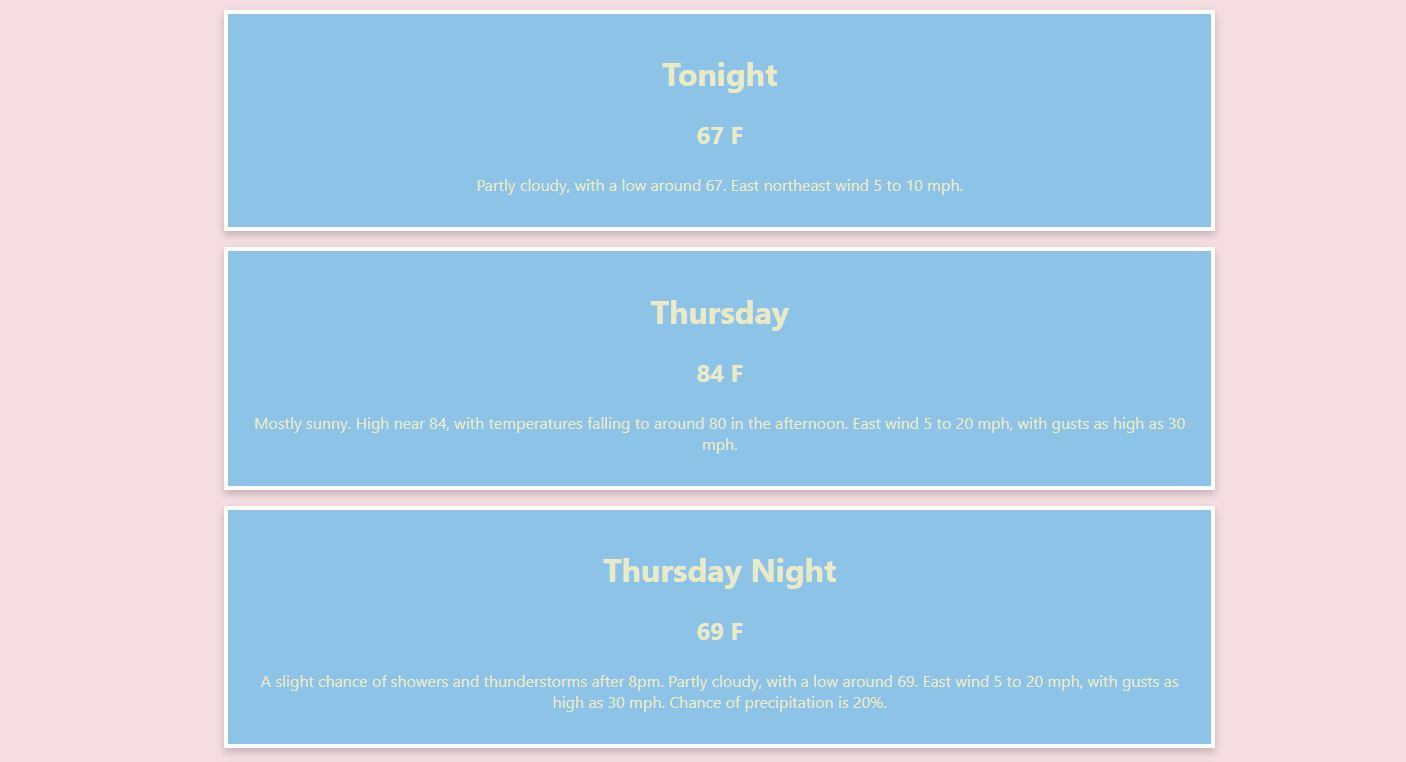 Tonight
67 F
Partly cloudy, with a low around 67. East northeast wind 5 to 10 mph.
Thursday
84 F
Mostly sunny. High near 84, with temperatures falling to around 80 in the afternoon. East wind 5 to 20 mph, with gusts as high as 30
mph.
Thursday Night
69 F
A slight chance of showers and thunderstorms after 8pm. Partly cloudy, with a low around 69. East wind 5 to 20 mph, with gusts as
high as 30 mph. Chance of precipitation is 20%.